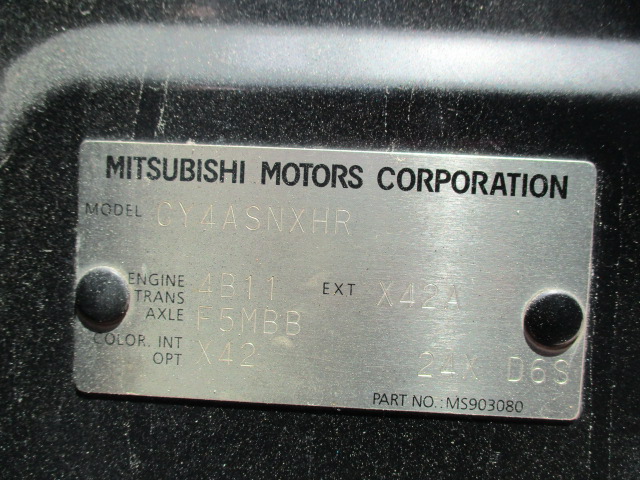 MITSUBISHI MOTORS CORPORATION
MODEL CY4ASNXHR
ENGINE 4B11 EXT X42A
TRANS
AXLE F5MBB
COLOR. INT X42
OPT 24X D6S
PART NO.:MS903080